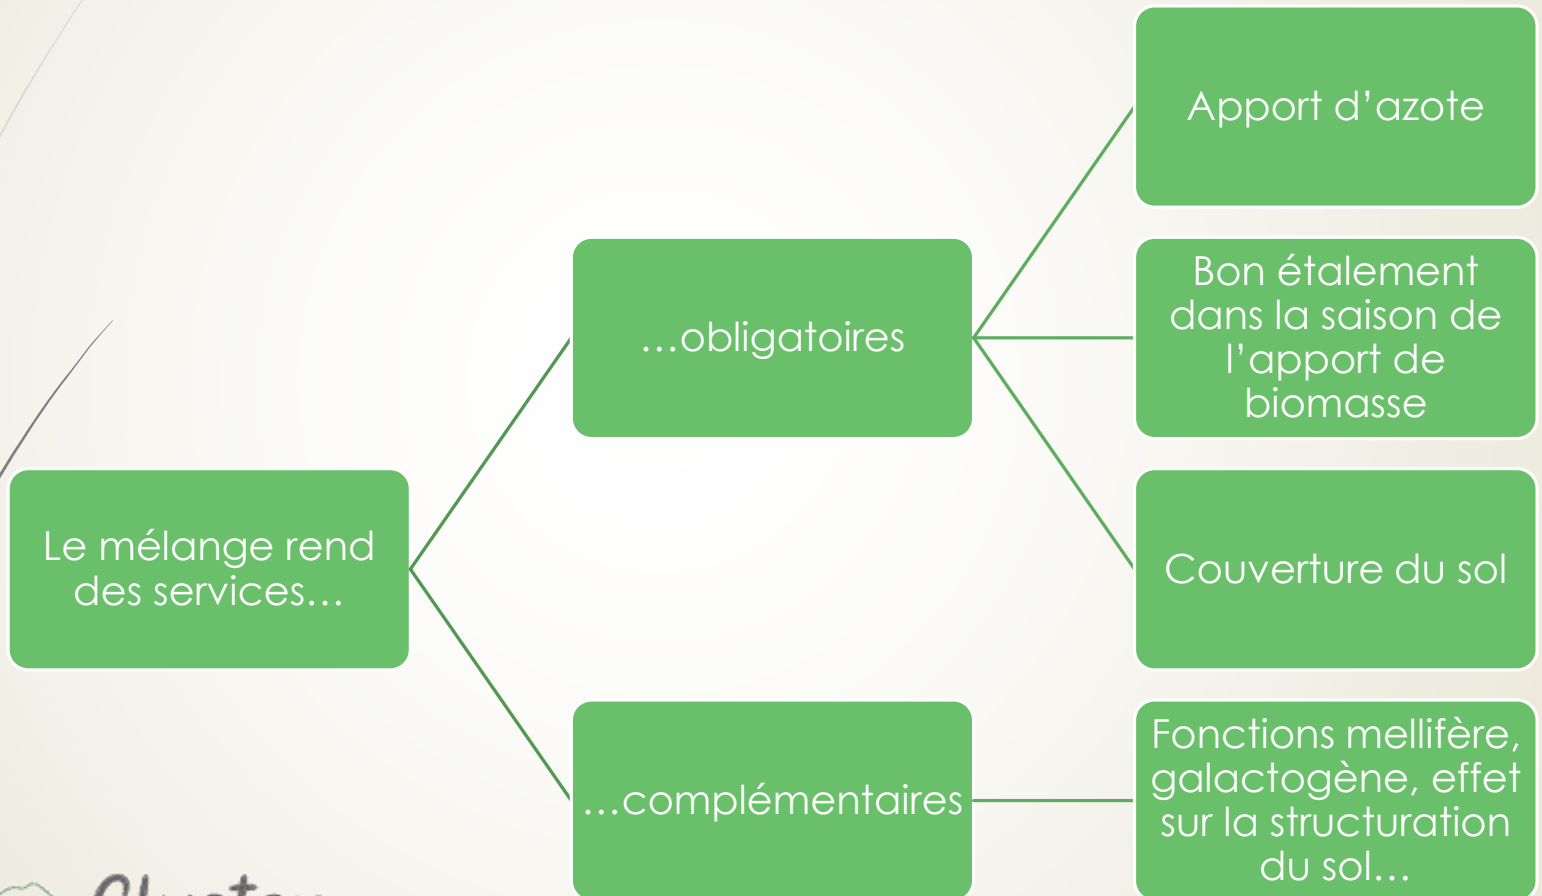 Apport d’azote
Bon étalement
dans la saison de
l’apport de
biomasse
…obligatoires
Couverture du sol
Le mélange rend
des services…
Fonctions mellifère,
galactogène, effet
sur la structuration
du sol…
…complémentaires